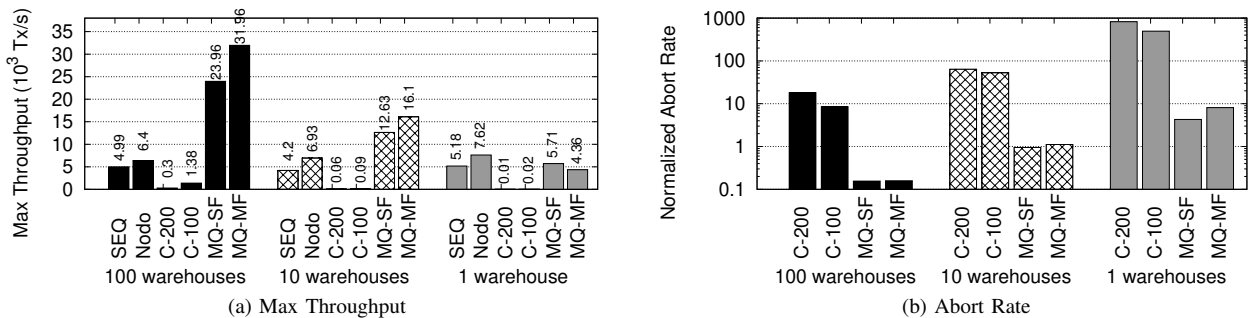 Max Throughput (10^3 Tx/s)
35
30
25
20
15
10
5
0
4.99
6.4
0.3
1.38
23.96
31.96
4.2
6.93
0.06
0.09
12.63
16.1
5.18
7.62
0.01
0.02
5.71
4.36
SEQ
Nodo
C-200
C-100
MQ-SF
MQ-MF
SEQ
Nodo
C-200
C-100
MQ-SF
MQ-MF
SEQ
Nodo
C-200
C-100
MQ-SF
MQ-MF
100 warehouses
10 warehouses
1 warehouse
(a) Max Throughput
Normalized Abort Rate
1000
100
10
1
0.1
C-200
C-100
MQ-SF
MQ-MF
C-200
C-100
MQ-SF
MQ-MF
C-200
C-100
MQ-SF
MQ-MF
100 warehouses
10 warehouses
1 warehouses
(b) Abort Rate